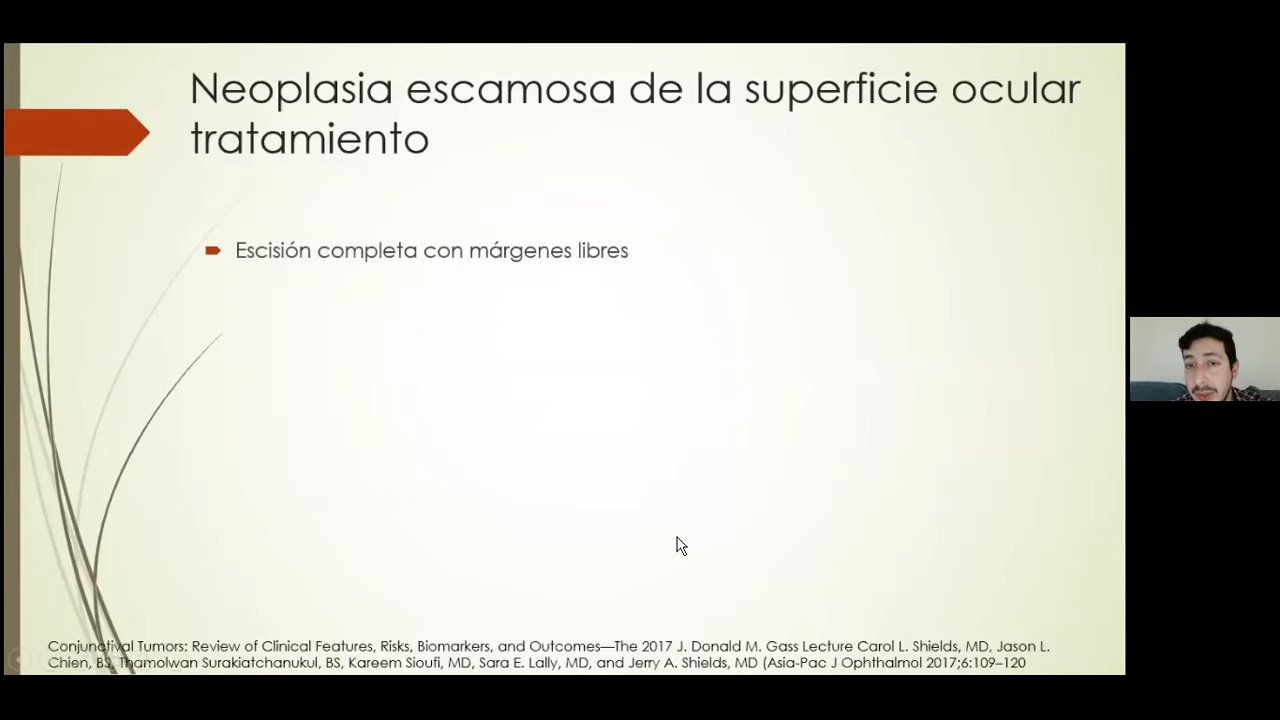 Neoplasia escamosa de la superficie ocular
tratamiento
Escisión completa con márgenes libres
Conjunctival Tumors: Review of Clinical Features, Risks, Biomarkers, and Outcomes—The 2017 J. Donald M. Gass Lecture Carol L. Shields, MD, Jason L.
Chien, BS, Thamolwan Surakiatchanukul, BS, Kareem Sioufi, MD, Sara E. Lally, MD, and Jerry A. Shields, MD (Asia-Pac J Ophthalmol 2017;6:109–120